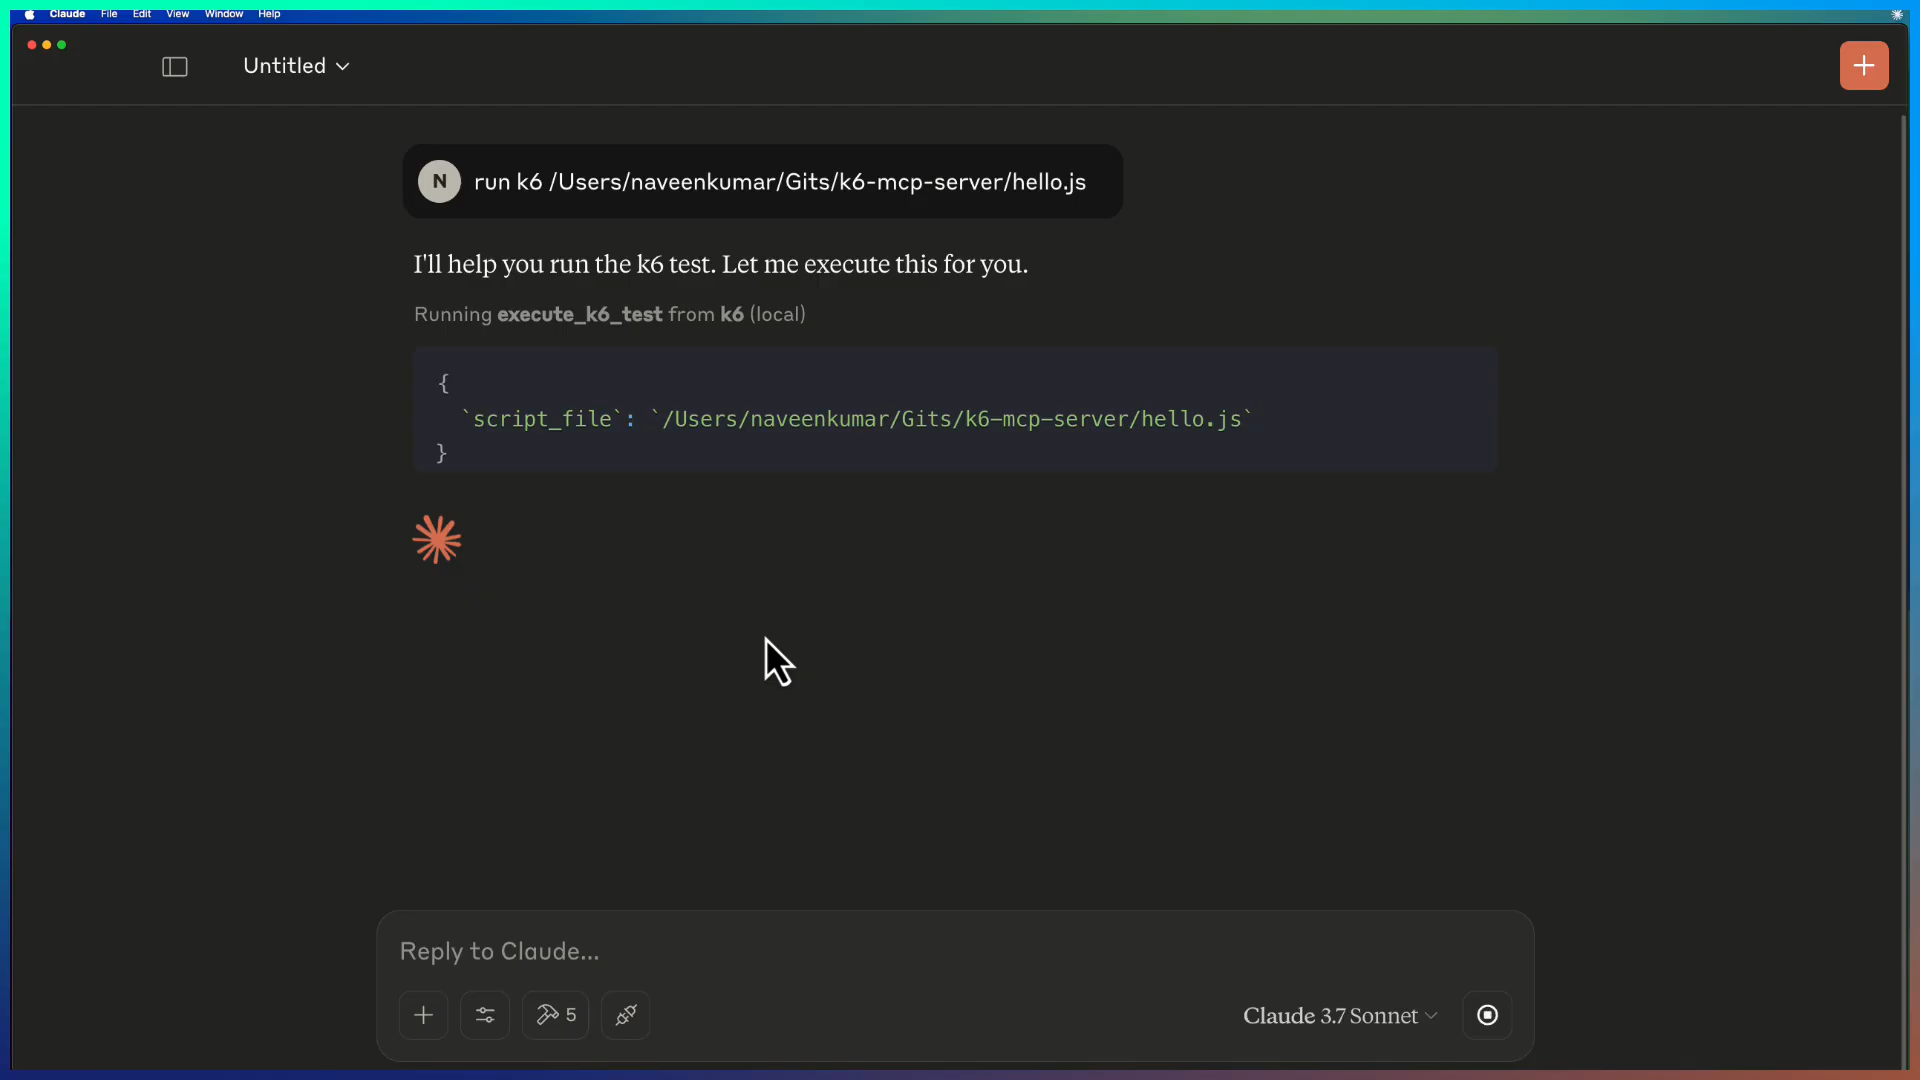 Claude File Edit View Window Help
Untitled
N
run k6 /Users/naveenkumar/Gits/k6-mcp-server/hello.js
I'll help you run the k6 test. Let me execute this for you.
Running execute_k6_test from k6 (local)
{
`script_file`: `/Users/naveenkumar/Gits/k6-mcp-server/hello.js`
}
Reply to Claude...
5
Claude 3.7 Sonnet